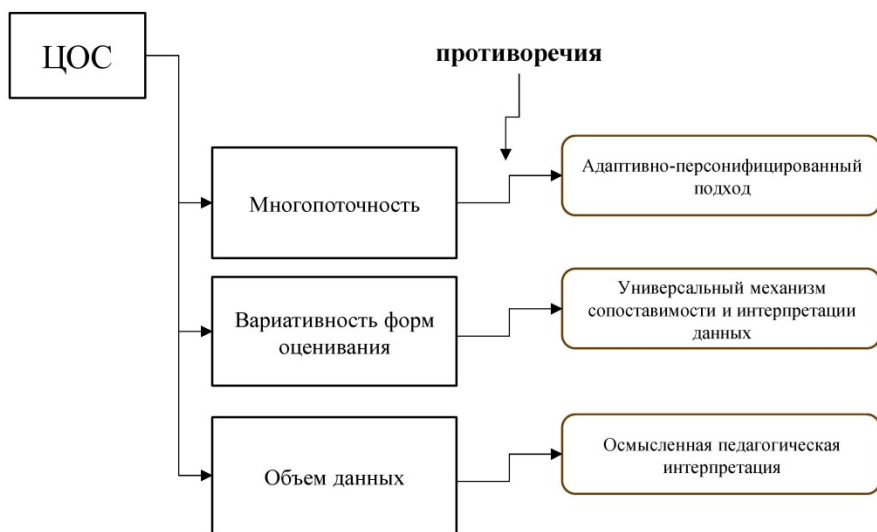 ЦОС
противоречия
Многопоточность
Адаптивно-персонифицированный
подход
Вариативность форм
оценивания
Универсальный механизм
сопоставимости и интерпретации
данных
Объем данных
Осмысленная педагогическая
интерпретация